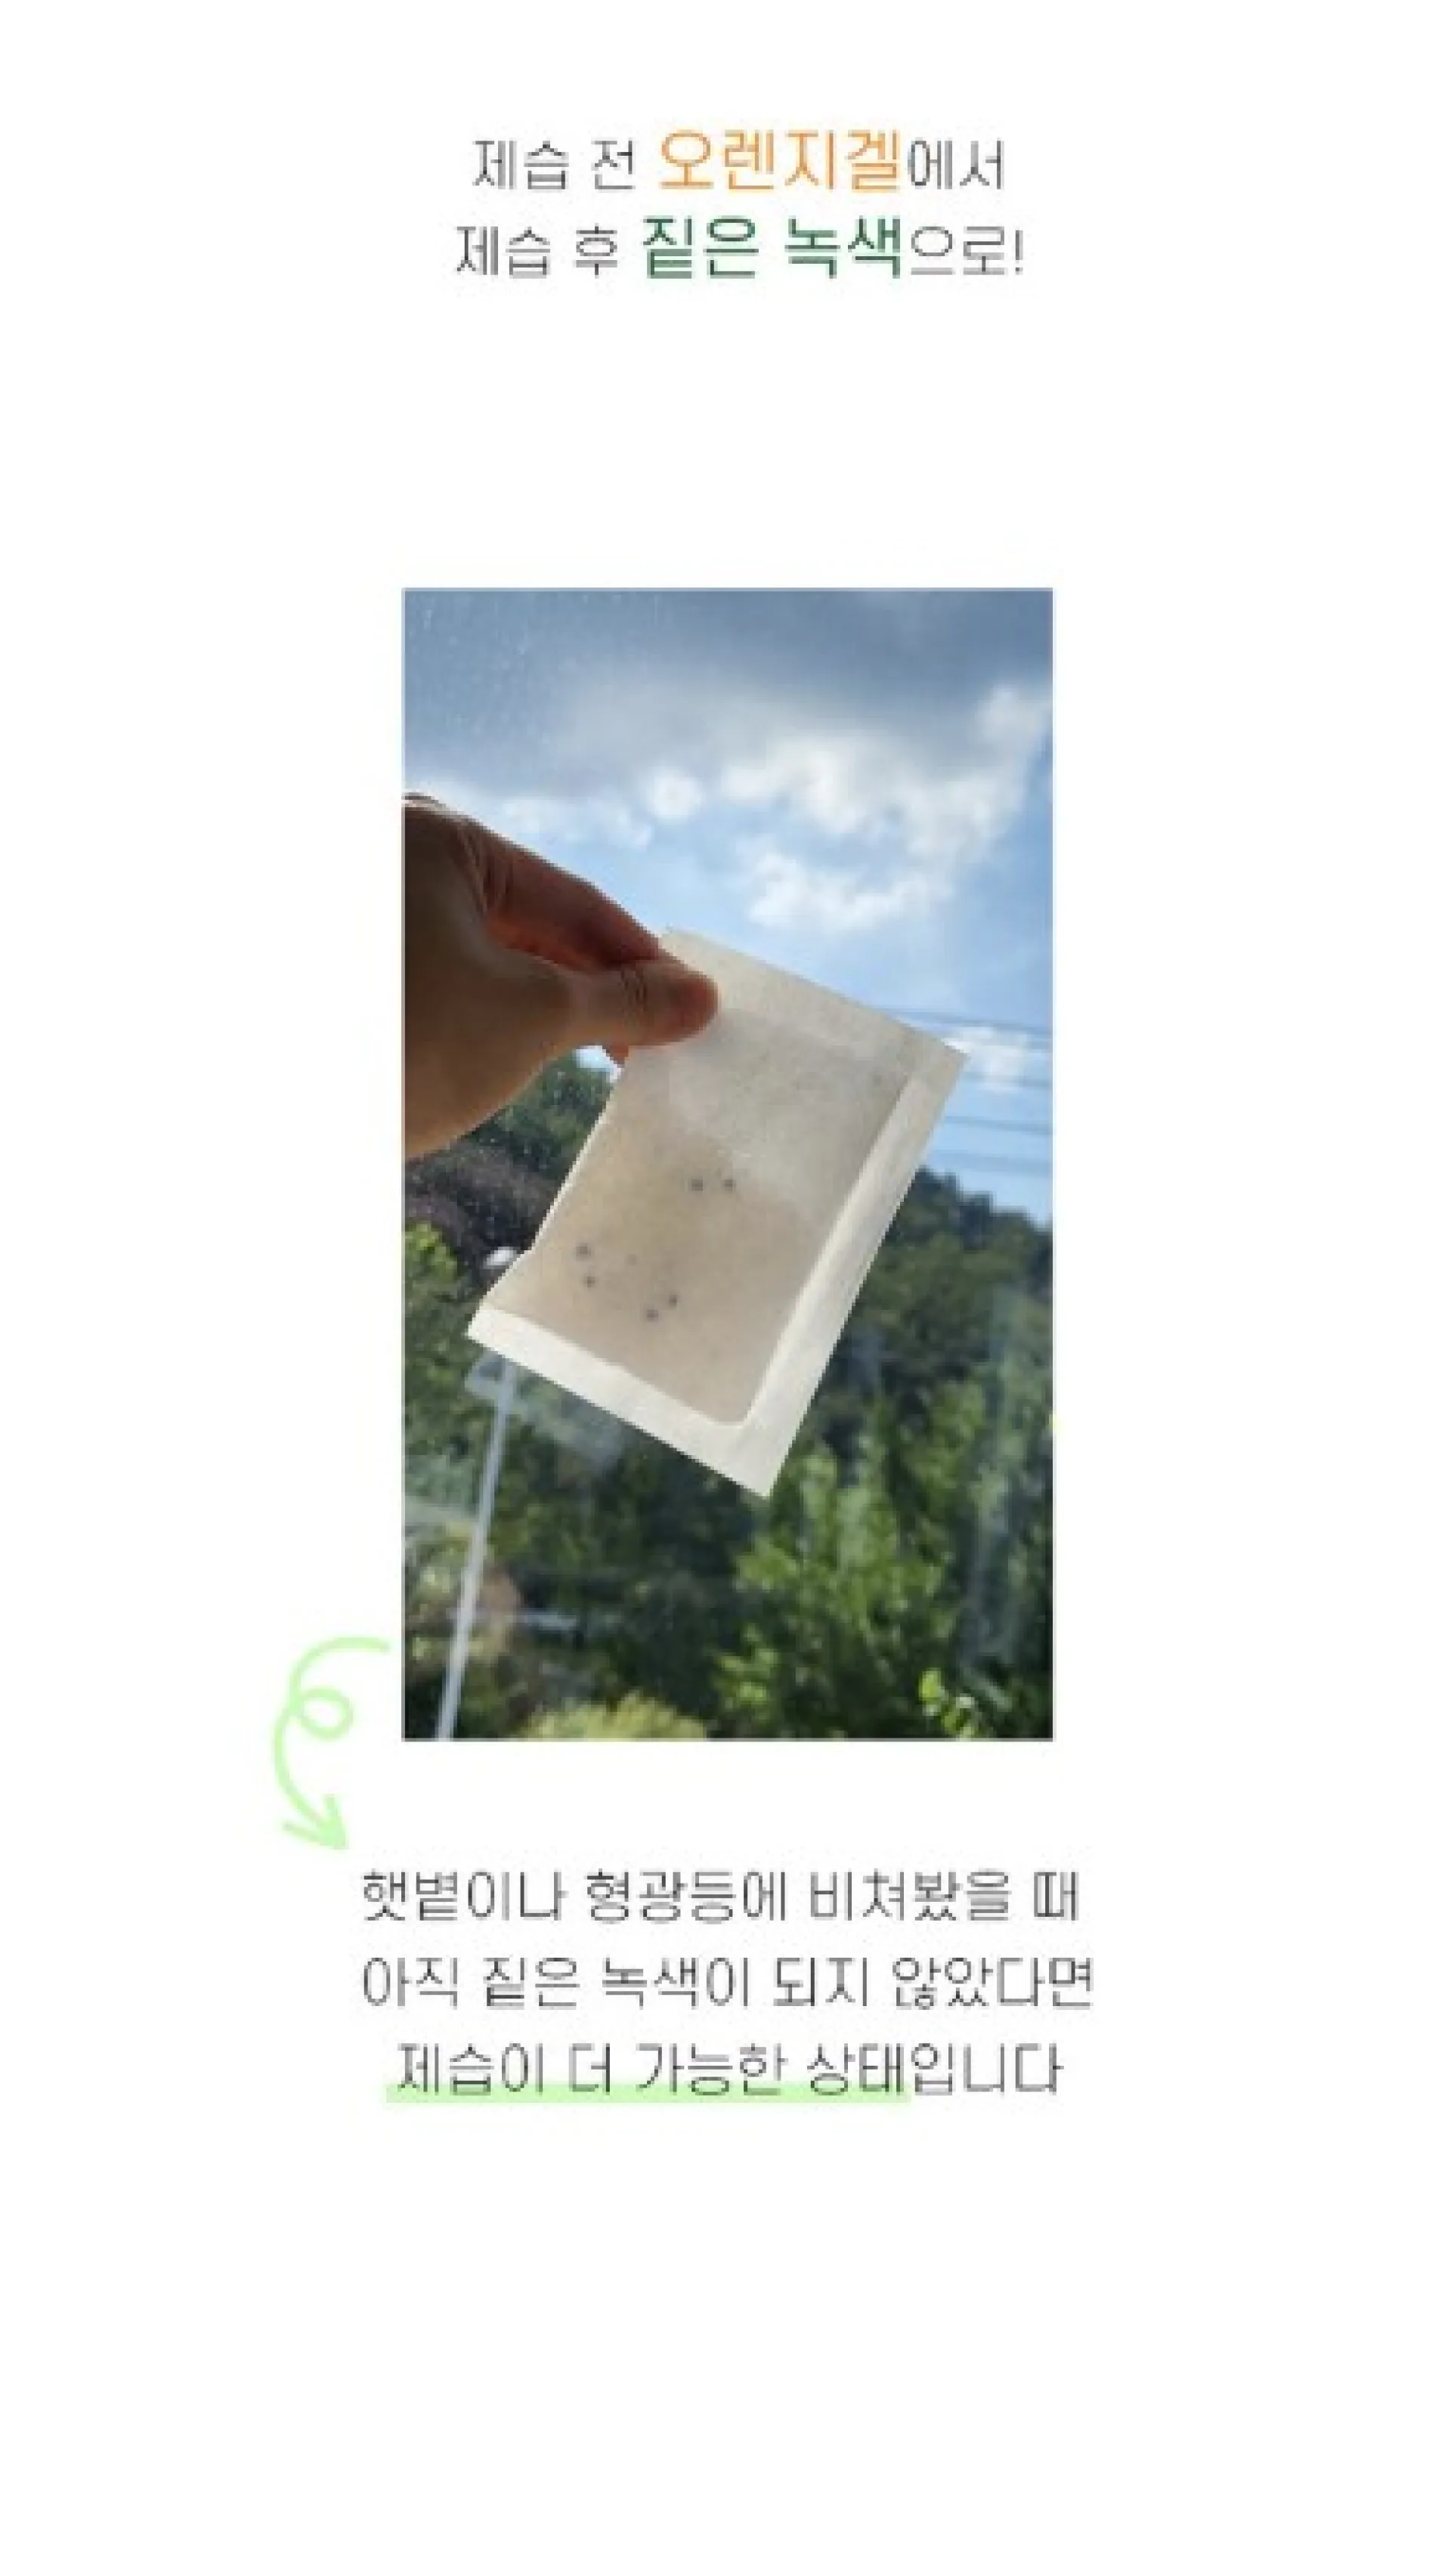 제습 전 오렌지겔에서
제습 후 짙은 녹색으로!
햇볕이나 형광등에 비쳐봤을 때
아직 짙은 녹색이 되지 않았다면
제습이 더 가능한 상태입니다